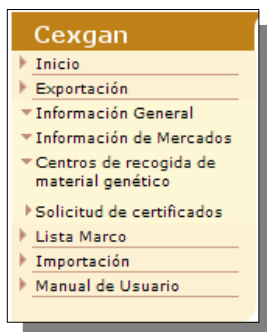 Cexgan
Inicio
Exportación
Información General
Información de Mercados
Centros de recogida de
material genético
Solicitud de certificados
Lista Marco
Importación
Manual de Usuario